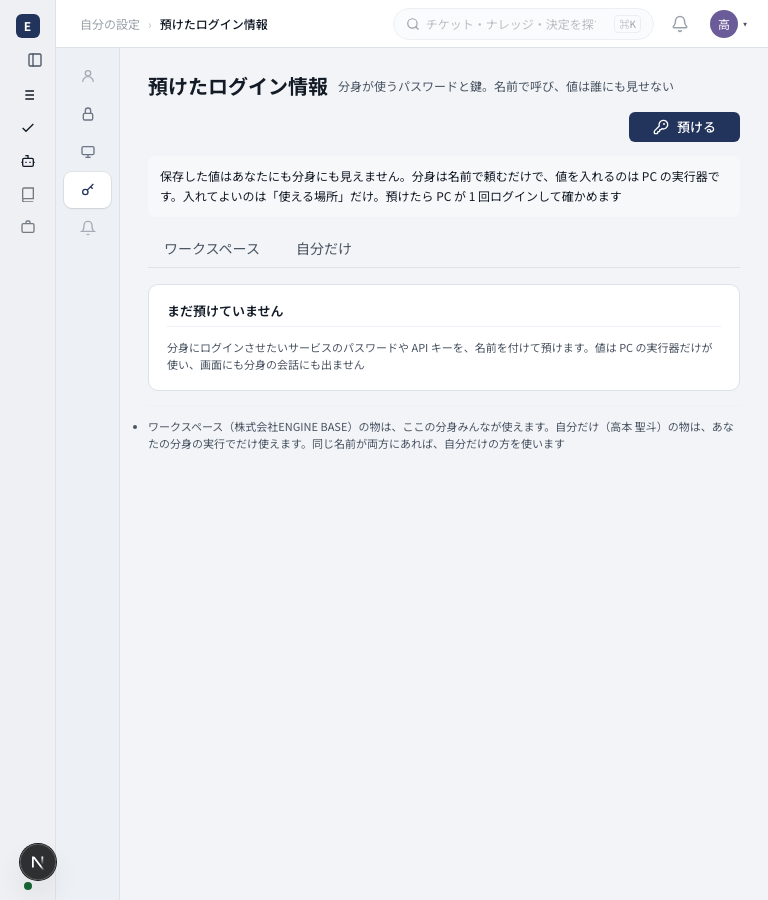 E
自分の設定 › 預けたログイン情報
チケット・ナレッジ・決定を探
⌘K
高
預けたログイン情報
分身が使うパスワードと鍵。名前で呼び、値は誰にも見せない
預ける
保存した値はあなたにも分身にも見えません。分身は名前で頼むだけで、値を入れるのは PC の実行器で
す。入れてよいのは「使える場所」だけ。預けたら PC が 1 回ログインして確かめます
ワークスペース
自分だけ
まだ預けていません
分身にログインさせたいサービスのパスワードや API キーを、名前を付けて預けます。値は PC の実行器だけが
使い、画面にも分身の会話にも出ません
ワークスペース（株式会社ENGINE BASE）の物は、ここの分身みんなが使えます。自分だけ（高本 聖斗）の物は、あな
たの分身の実行でだけ使えます。同じ名前が両方にあれば、自分だけの方を使います
N